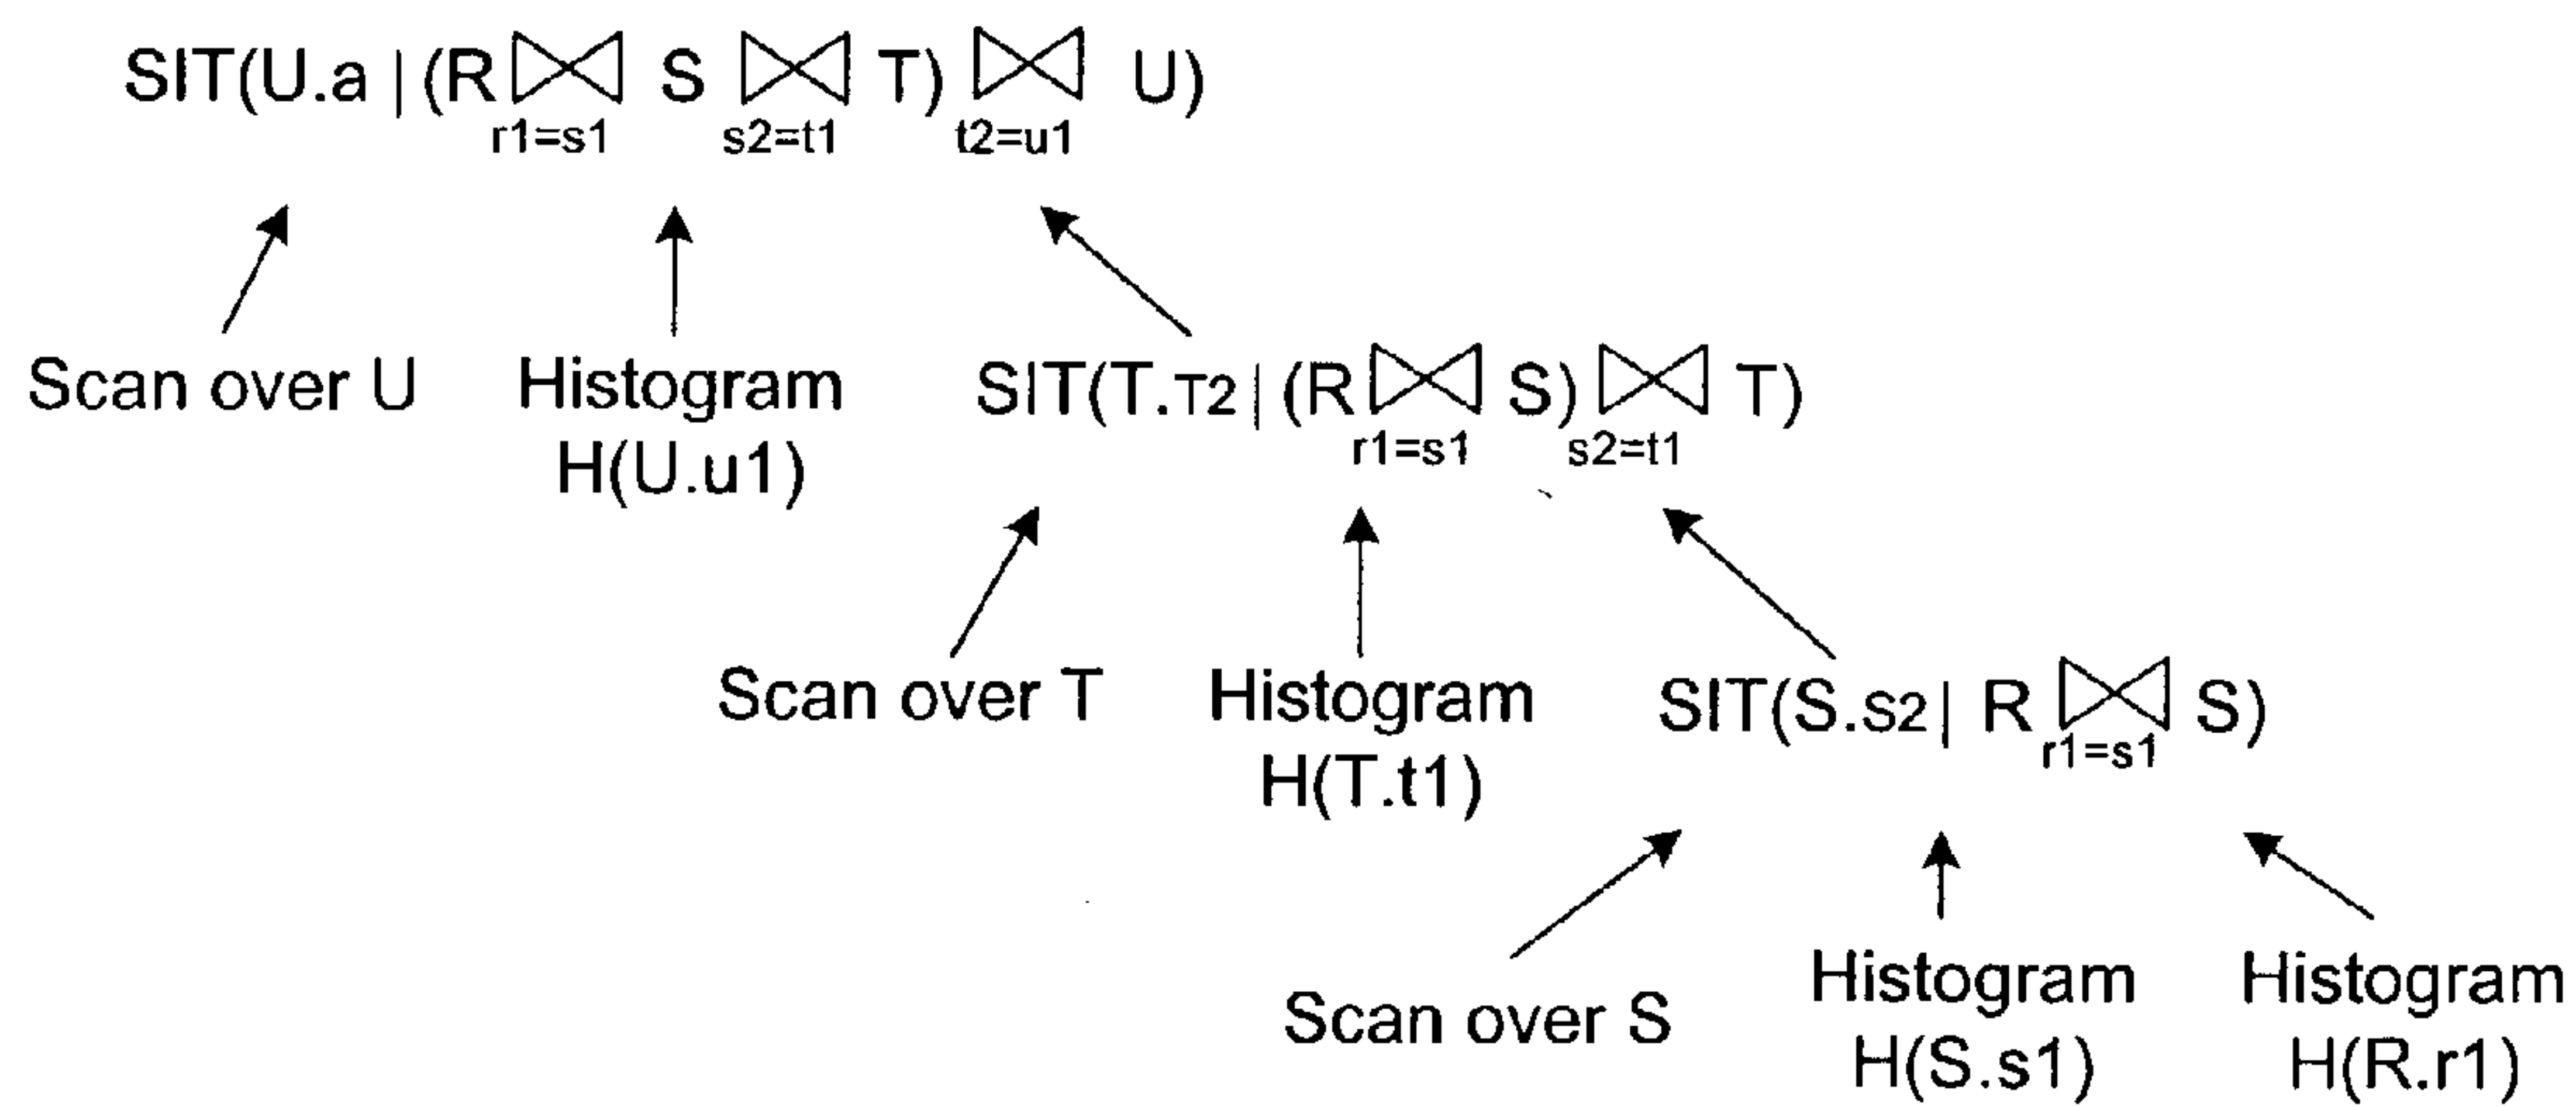 SIT(U.a | (R ⋈ S ⋈ T) ⋈ U)
r1=s1 s2=t1 t2=u1
Scan over U
Histogram
H(U.u1)
SIT(T.T2 | (R ⋈ S) ⋈ T)
r1=s1 s2=t1
Scan over T
Histogram
H(T.t1)
SIT(S.S2 | R ⋈ S)
r1=s1
Scan over S
Histogram
H(S.s1)
Histogram
H(R.r1)